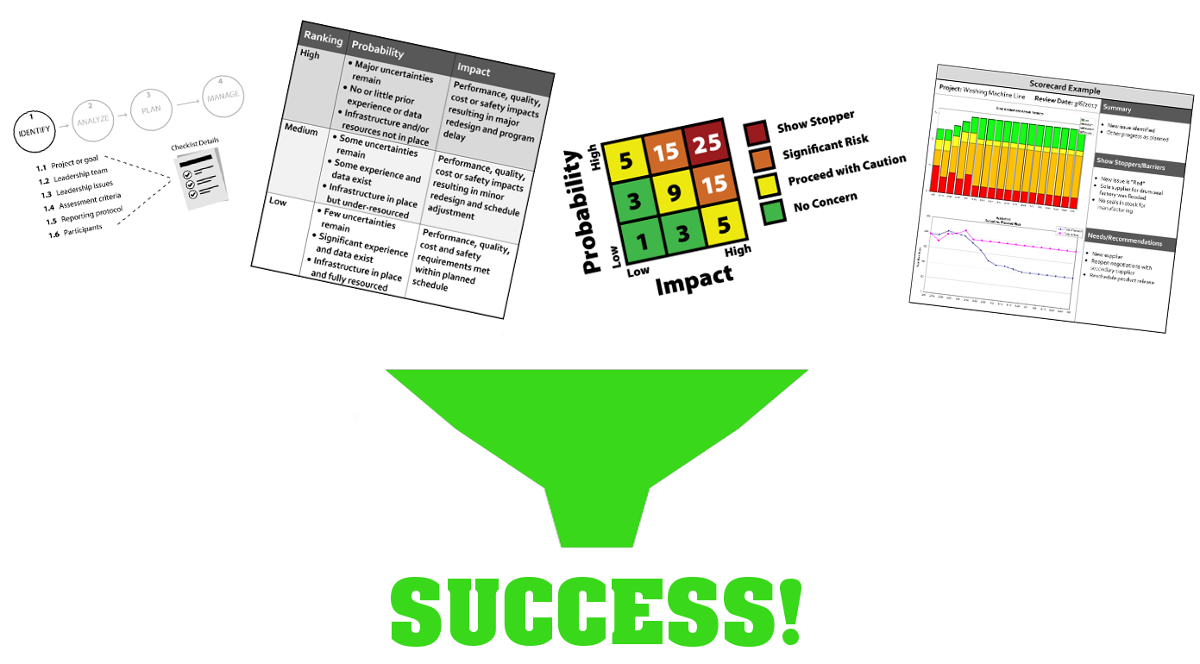 1
IDENTIFY
2
ANALYZE
3
PLAN
4
MANAGE
1.1 Project or goal
1.2 Leadership team
1.3 Leadership issues
1.4 Assessment criteria
1.5 Reporting protocol
1.6 Participants
Checklist Details
Ranking Probability Impact
High
• Major uncertainties
remain
• No or little prior
experience or data
• Infrastructure and/or
resources not in place
Performance, quality,
cost or safety impacts
resulting in major
redesign and program
delay
Medium
• Some uncertainties
remain
• Some experience and
data exist
• Infrastructure in place
but under-resourced
Performance, quality,
cost or safety impacts
resulting in minor
redesign and schedule
adjustment
Low
• Few uncertainties
remain
• Significant experience
and data exist
• Infrastructure in place
and fully resourced
Performance, quality,
cost and safety
requirements met
within planned
schedule
Probability
High
Low
5 15 25
3 9 15
1 3 5
Low
High
Impact
Show Stopper
Significant Risk
Proceed with Caution
No Concern
Scorecard Example
Project: Washing Machine Line Review Date: 3/6/2017
Summary
• New issue identified
• Other progress as planned
Show Stoppers/Barriers
• New issue is "Red"
• Sole supplier for drum seal
factory was flooded
• No seals in stock for
manufacturing
Needs/Recommendations
• New supplier
• Reopen negotiations with
secondary supplier
• Reschedule product release
SUCCESS!